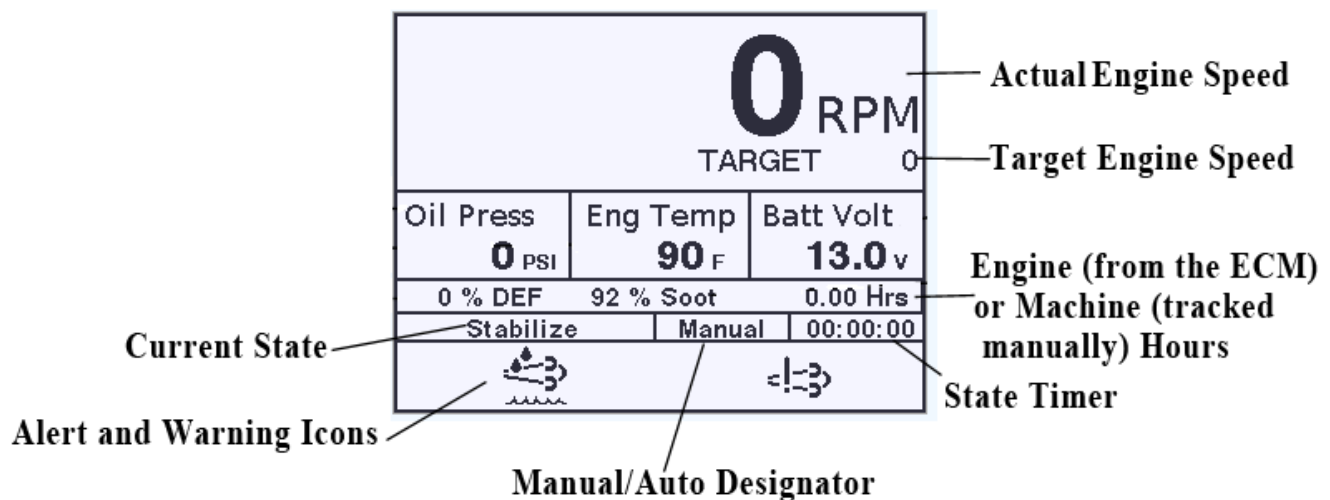 0 RPM
Actual Engine Speed
TARGET 0
Target Engine Speed
Oil Press
0 PSI
Eng Temp
90 F
Batt Volt
13.0 V
0 % DEF 92 % Soot 0.00 Hrs
Engine (from the ECM)
or Machine (tracked
manually) Hours
Stabilize Manual 00:00:00
Current State
State Timer
Alert and Warning Icons
Manual/Auto Designator